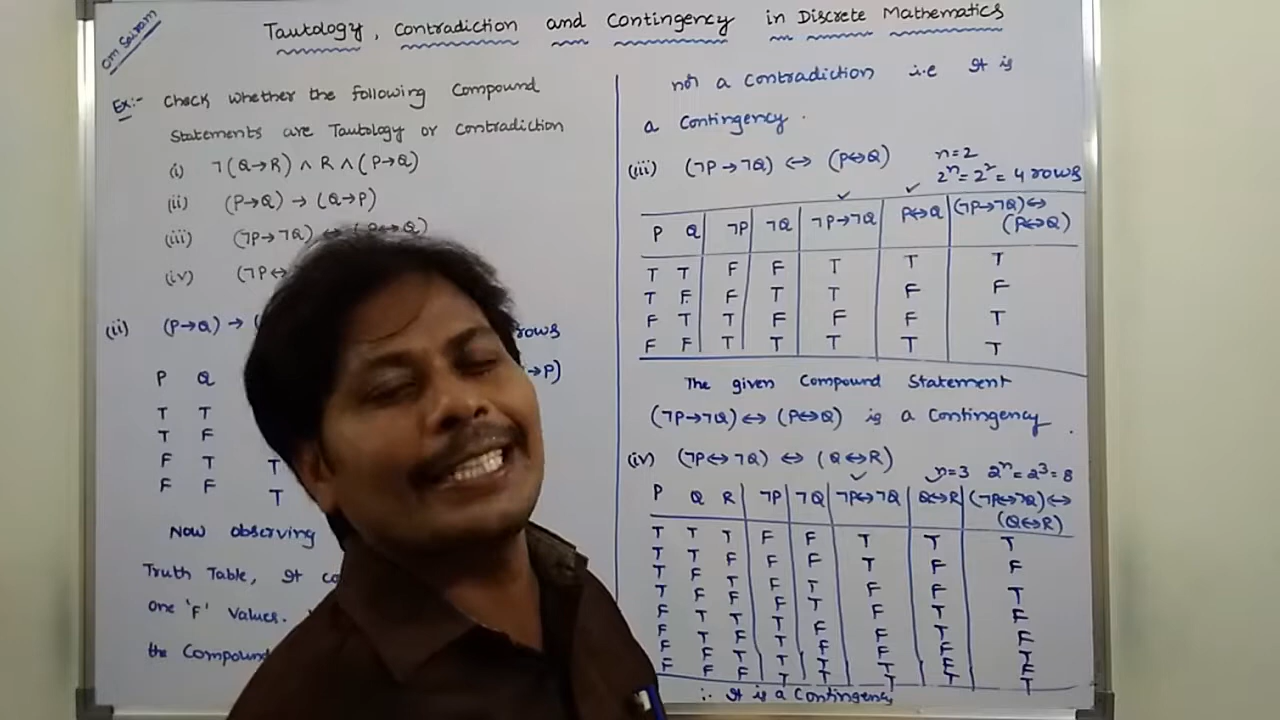 Om Sairam
Tautology, Contradiction and Contingency in Discrete Mathematics
Ex:- Check whether the following Compound
Statements are Tautology or contradiction
(i) ¬(Q→R) ∧ R ∧ (P→Q)
(ii) (P→Q) → (Q→P)
(iii) (¬P→¬Q) ↔ (P↔Q)
(iv) (¬P↔
(ii) (P→Q) → ( rows
P Q →P)
T T
T F
F T T
F F T
Now observing
Truth Table, It co
one 'F' Values.
the Compound
not a Contradiction i.e It is
a Contingency.
(iii) (¬P→¬Q) ↔ (P↔Q) n=2
2ⁿ=2²= 4 rows
P Q ¬P ¬Q ¬P→¬Q P↔Q (¬P→¬Q)↔
(P↔Q)
T T F F T T T
T F F T T F F
F T T F F F T
F F T T T T T
The given Compound Statement
(¬P→¬Q)↔ (P↔Q) is a Contingency.
(iv) (¬P↔¬Q) ↔ (Q↔R) n=3 2ⁿ=2³=8
P Q R ¬P ¬Q ¬P↔¬Q Q↔R (¬P↔¬Q)↔
(Q↔R)
T T T F F T T T
T T F F F T F F
T F T F T F F T
T F F F T F T F
F T T T F F T F
F T F T F F F T
F F T T T T F F
F F F T T T T T
∴ It is a Contingency